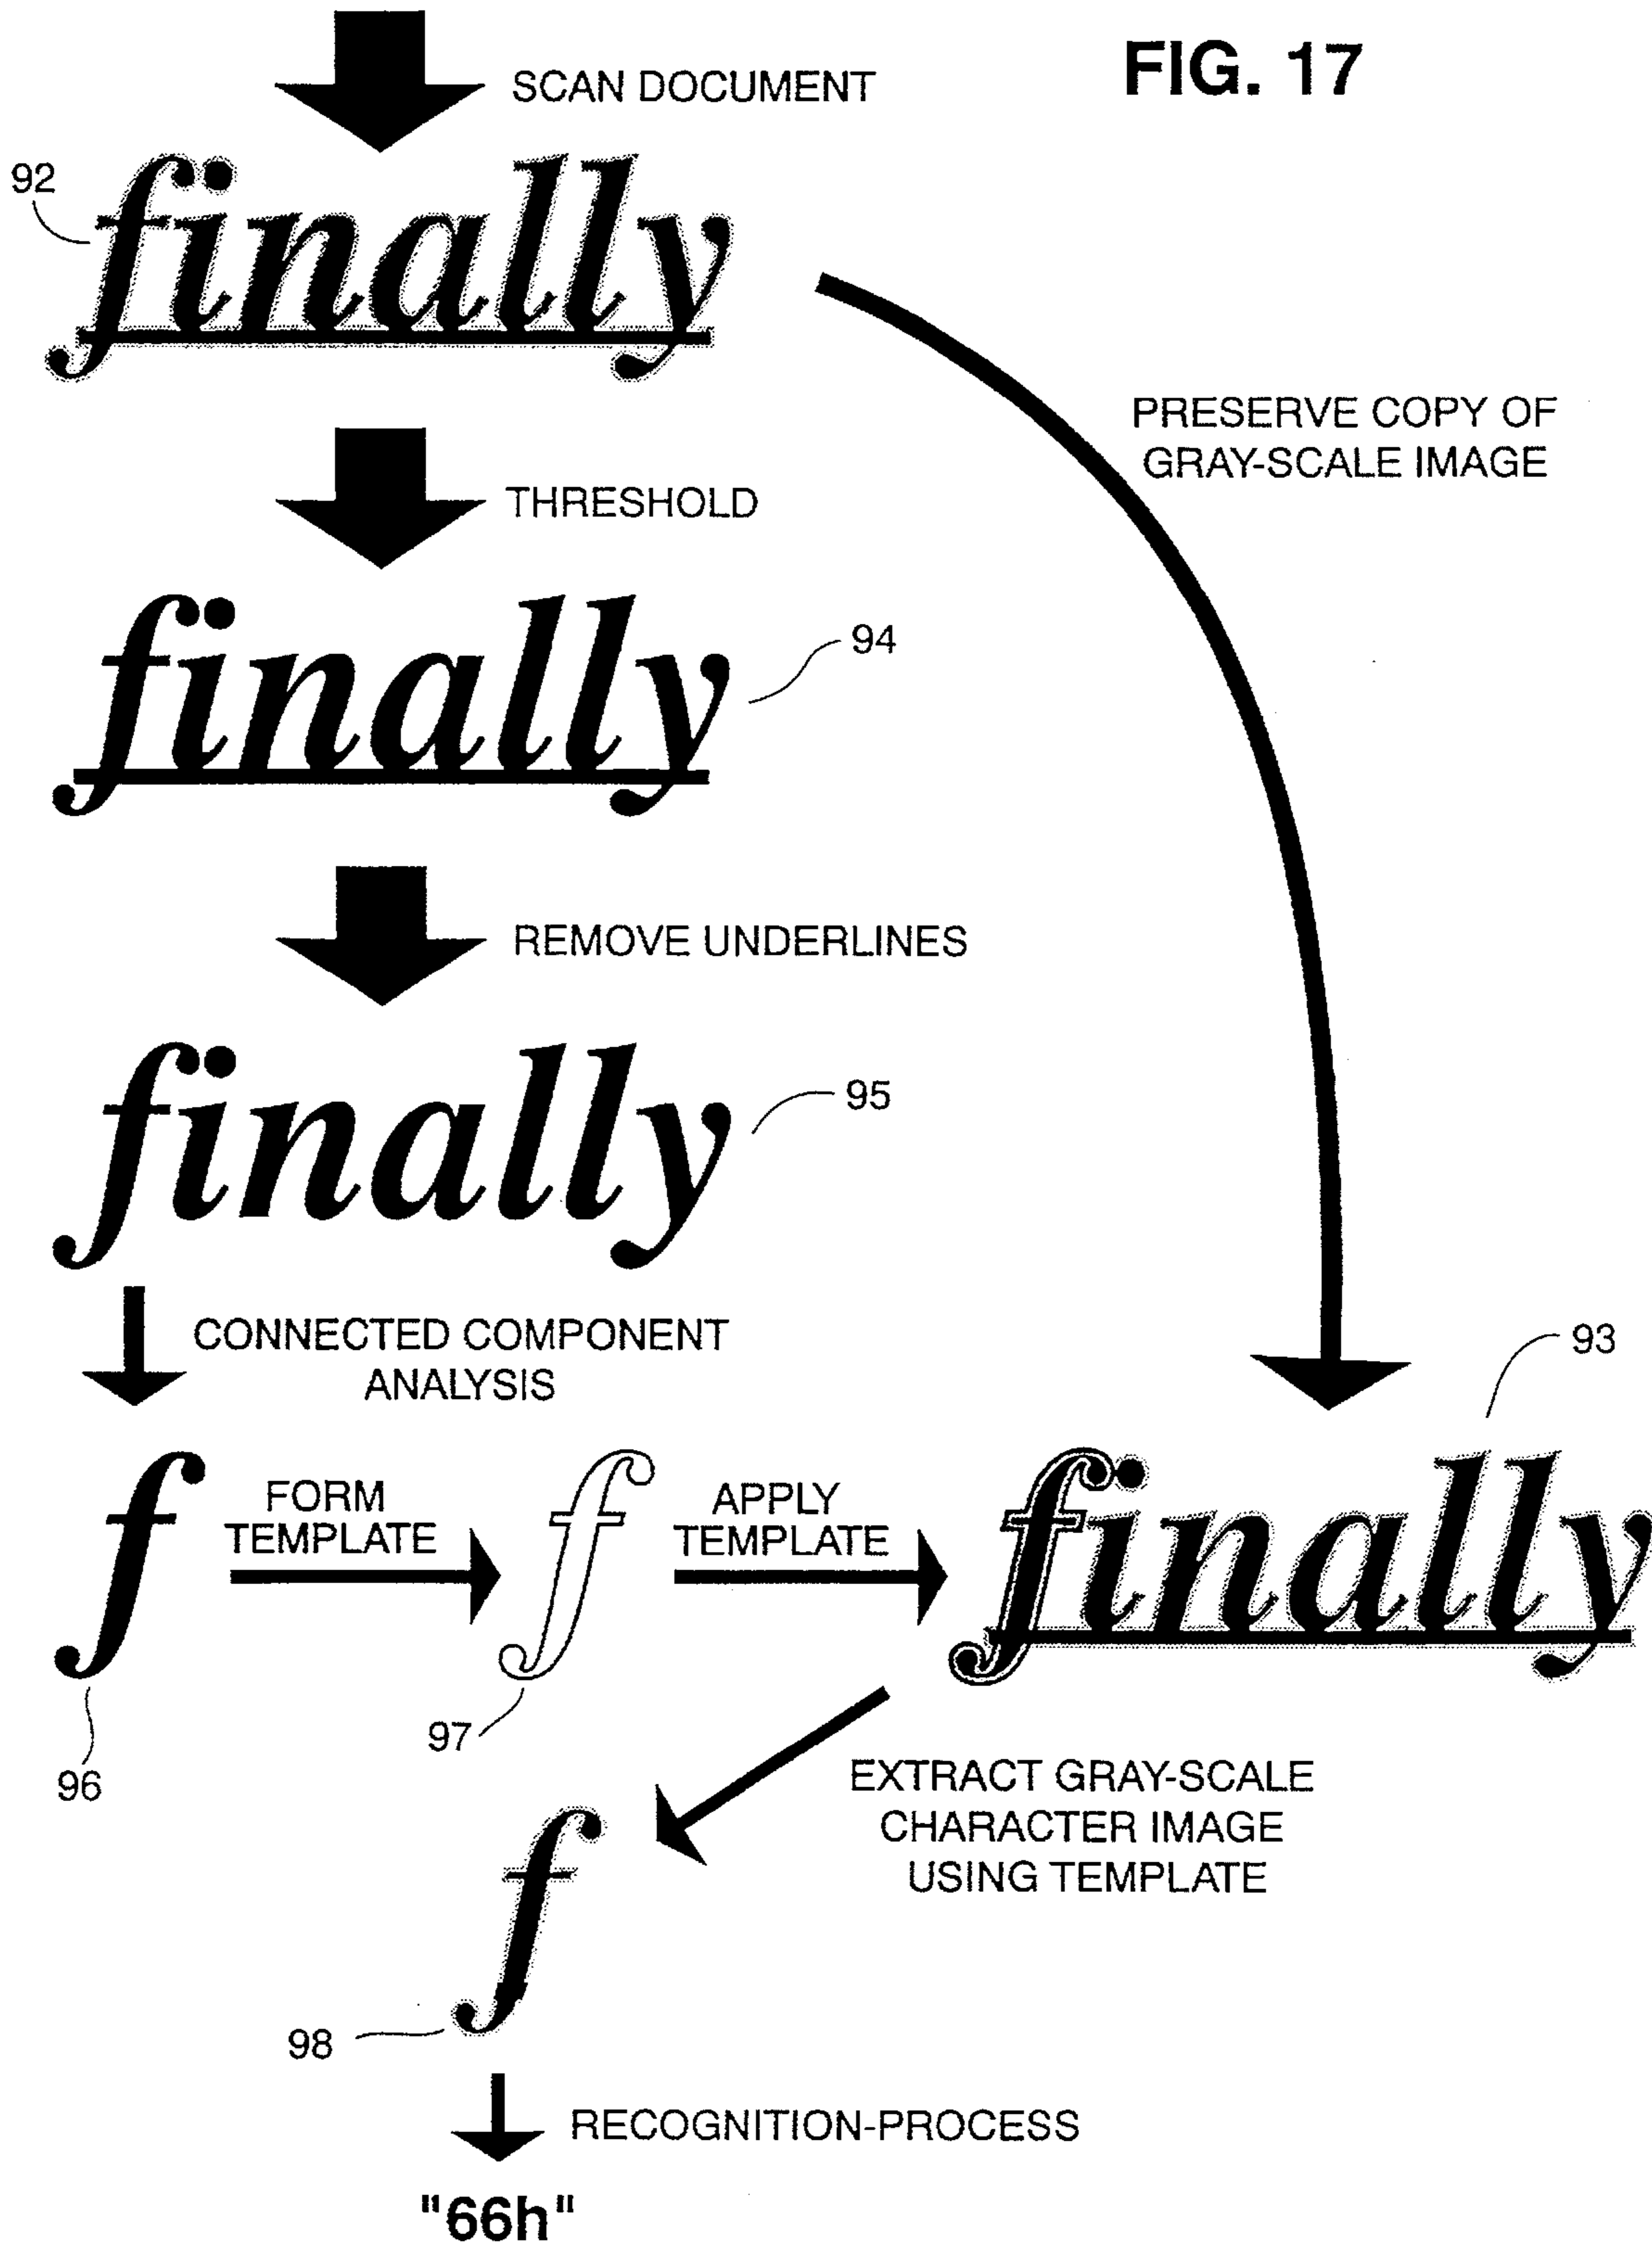 FIG. 17
SCAN DOCUMENT
92
finally
PRESERVE COPY OF
GRAY-SCALE IMAGE
THRESHOLD
finally
94
REMOVE UNDERLINES
finally
95
CONNECTED COMPONENT
ANALYSIS
93
f
FORM
TEMPLATE
f
APPLY
TEMPLATE
finally
97
96
EXTRACT GRAY-SCALE
CHARACTER IMAGE
USING TEMPLATE
f
98
RECOGNITION-PROCESS
"66h"